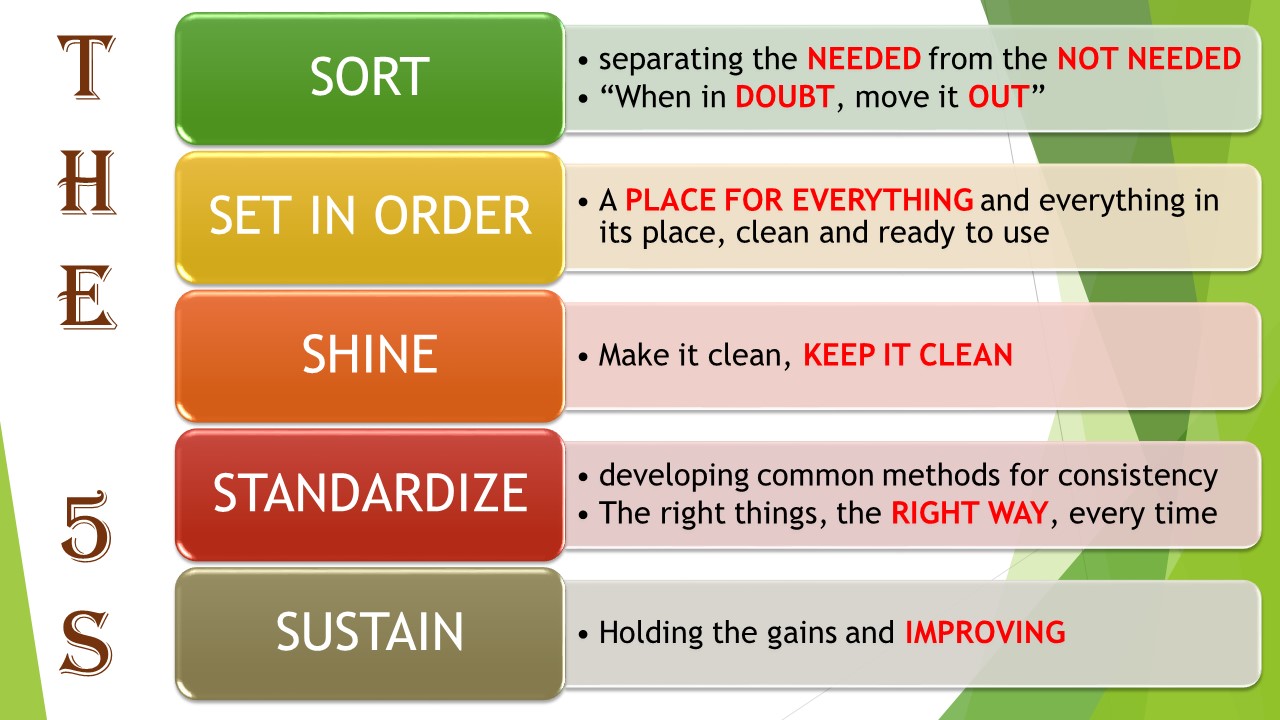 THE 5S
SORT
• separating the NEEDED from the NOT NEEDED
• “When in DOUBT, move it OUT”
SET IN ORDER
• A PLACE FOR EVERYTHING and everything in
its place, clean and ready to use
SHINE
• Make it clean, KEEP IT CLEAN
STANDARDIZE
• developing common methods for consistency
• The right things, the RIGHT WAY, every time
SUSTAIN
• Holding the gains and IMPROVING